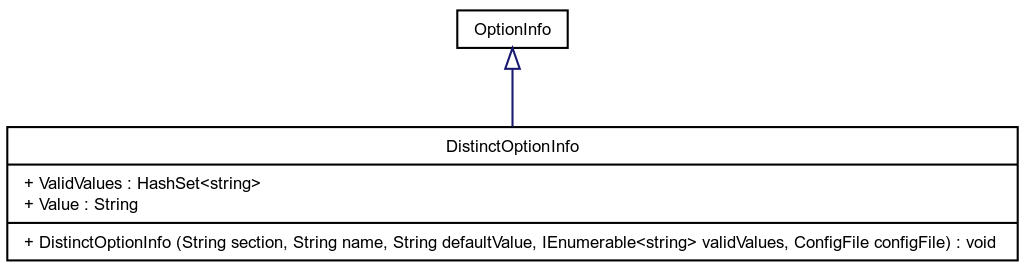 OptionInfo
DistinctOptionInfo
+ ValidValues : HashSet<string>
+ Value : String
+ DistinctOptionInfo (String section, String name, String defaultValue, IEnumerable<string> validValues, ConfigFile configFile) : void